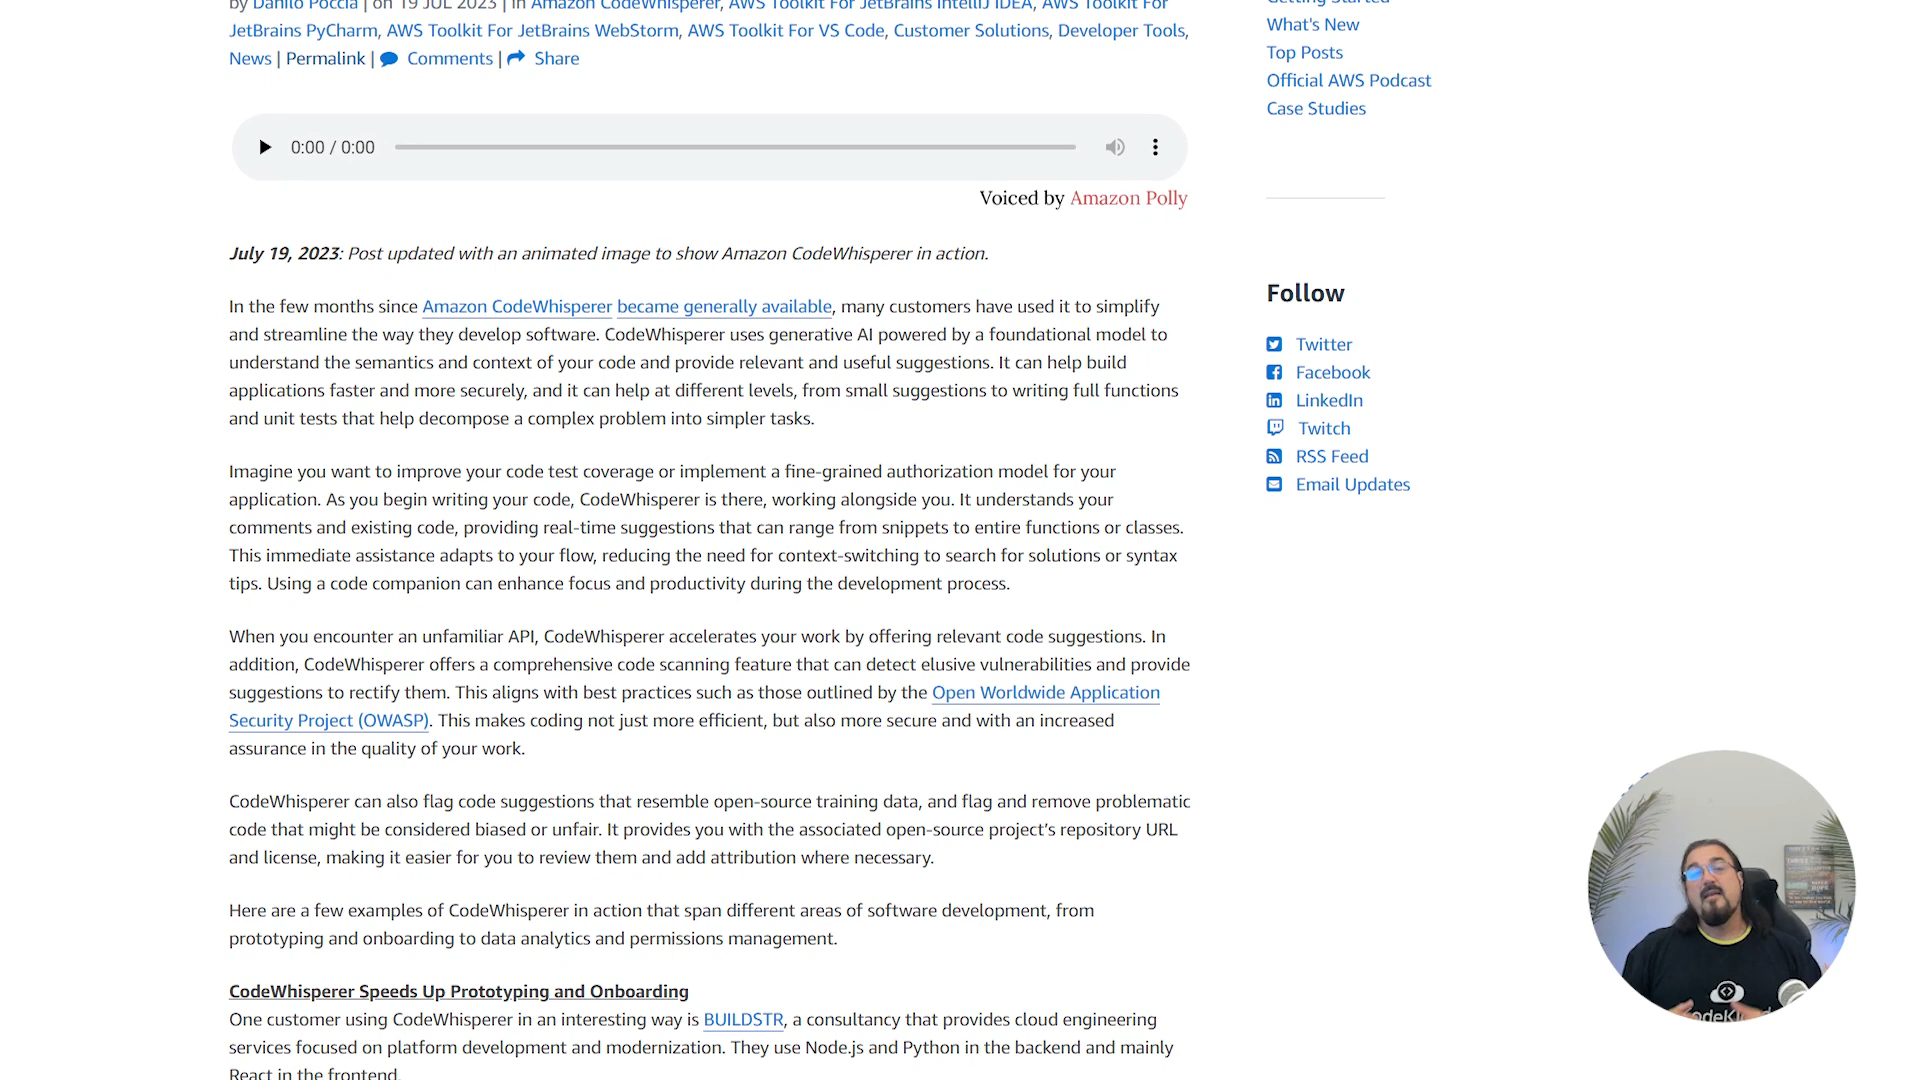 by Danilo Poccia | on 19 JUL 2023 | in Amazon CodeWhisperer, AWS Toolkit For JetBrains IntelliJ IDEA, AWS Toolkit For
JetBrains PyCharm, AWS Toolkit For JetBrains WebStorm, AWS Toolkit For VS Code, Customer Solutions, Developer Tools,
News | Permalink | Comments | Share
0:00 / 0:00
Voiced by Amazon Polly
July 19, 2023: Post updated with an animated image to show Amazon CodeWhisperer in action.
In the few months since Amazon CodeWhisperer became generally available, many customers have used it to simplify
and streamline the way they develop software. CodeWhisperer uses generative AI powered by a foundational model to
understand the semantics and context of your code and provide relevant and useful suggestions. It can help build
applications faster and more securely, and it can help at different levels, from small suggestions to writing full functions
and unit tests that help decompose a complex problem into simpler tasks.
Imagine you want to improve your code test coverage or implement a fine-grained authorization model for your
application. As you begin writing your code, CodeWhisperer is there, working alongside you. It understands your
comments and existing code, providing real-time suggestions that can range from snippets to entire functions or classes.
This immediate assistance adapts to your flow, reducing the need for context-switching to search for solutions or syntax
tips. Using a code companion can enhance focus and productivity during the development process.
When you encounter an unfamiliar API, CodeWhisperer accelerates your work by offering relevant code suggestions. In
addition, CodeWhisperer offers a comprehensive code scanning feature that can detect elusive vulnerabilities and provide
suggestions to rectify them. This aligns with best practices such as those outlined by the Open Worldwide Application
Security Project (OWASP). This makes coding not just more efficient, but also more secure and with an increased
assurance in the quality of your work.
CodeWhisperer can also flag code suggestions that resemble open-source training data, and flag and remove problematic
code that might be considered biased or unfair. It provides you with the associated open-source project's repository URL
and license, making it easier for you to review them and add attribution where necessary.
Here are a few examples of CodeWhisperer in action that span different areas of software development, from
prototyping and onboarding to data analytics and permissions management.
CodeWhisperer Speeds Up Prototyping and Onboarding
One customer using CodeWhisperer in an interesting way is BUILDSTR, a consultancy that provides cloud engineering
services focused on platform development and modernization. They use Node.js and Python in the backend and mainly
React in the frontend.
Getting Started
What's New
Top Posts
Official AWS Podcast
Case Studies
Follow
Twitter
Facebook
LinkedIn
Twitch
RSS Feed
Email Updates